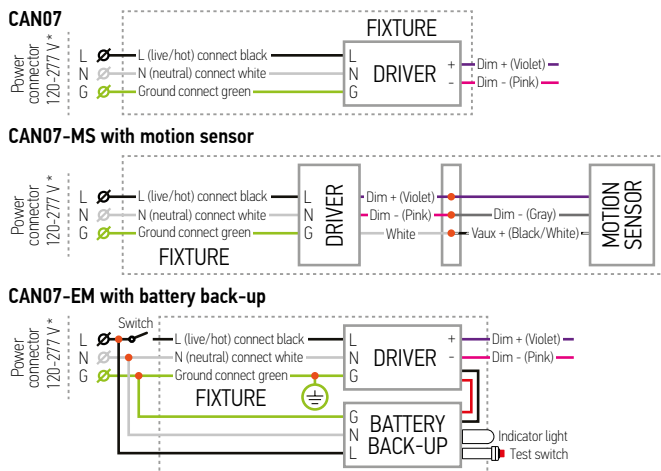 CAN07
FIXTURE
Power connector 120-277 V *
L
N
G
L (live/hot) connect black
N (neutral) connect white
Ground connect green
L
N
G
DRIVER
+
-
Dim + (Violet)
Dim - (Pink)
CAN07-MS with motion sensor
Power connector 120-277 V *
L
N
G
L (live/hot) connect black
N (neutral) connect white
Ground connect green
FIXTURE
L
N
G
DRIVER
Dim + (Violet)
Dim - (Pink)
White
Dim - (Gray)
Vaux + (Black/White)
MOTION SENSOR
CAN07-EM with battery back-up
Power connector 120-277 V *
L
N
G
Switch
L (live/hot) connect black
N (neutral) connect white
Ground connect green
FIXTURE
L
N
G
DRIVER
+
-
Dim + (Violet)
Dim - (Pink)
G
N
L
BATTERY
BACK-UP
Indicator light
Test switch